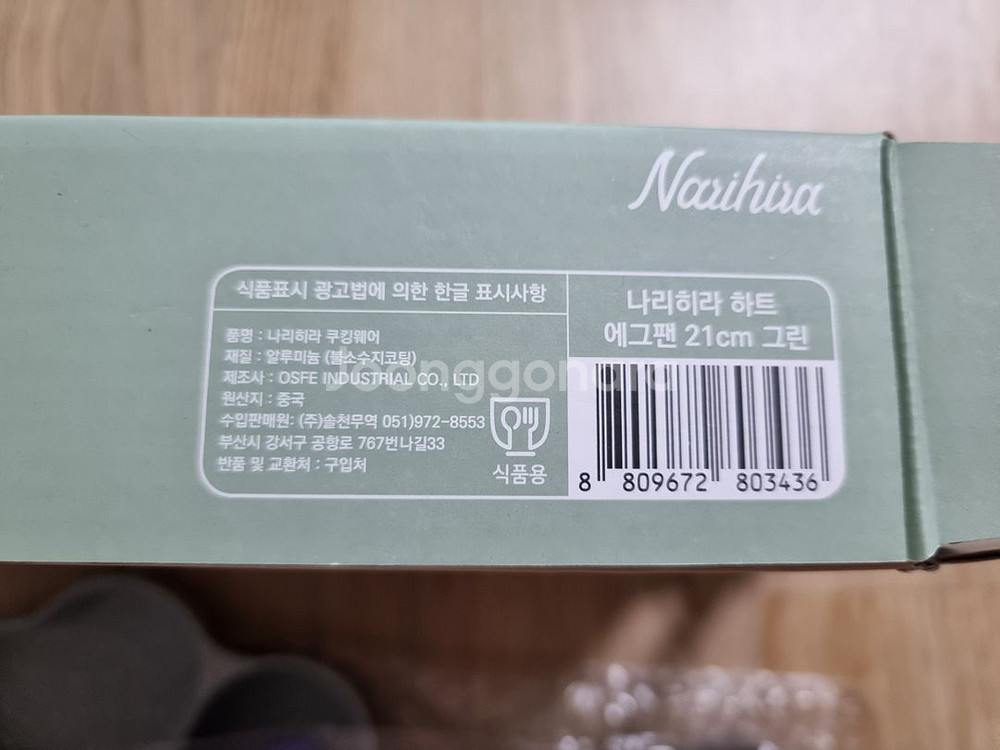 Narihira
식품표시 광고법에 의한 한글 표시사항
품명 : 나리히라 쿠킹웨어
재질 : 알루미늄 (불소수지코팅)
제조사 : OSFE INDUSTRIAL CO., LTD
원산지 : 중국
수입판매원: (주)솔천무역 051)972-8553
부산시 강서구 공항로 767번나길33
반품 및 교환처 : 구입처
식품용
나리히라 하트
에그팬 21cm 그린
8 809672 803436
Joonggonara